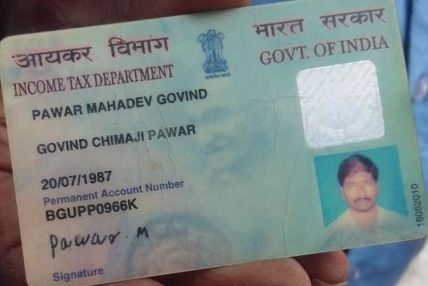 आयकर विभाग
भारत सरकार
INCOME TAX DEPARTMENT
GOVT. OF INDIA
PAWAR MAHADEV GOVIND
GOVIND CHIMAJI PAWAR
20/07/1987
Permanent Account Number
BGUPP0966K
Pawar M
Signature
18052010